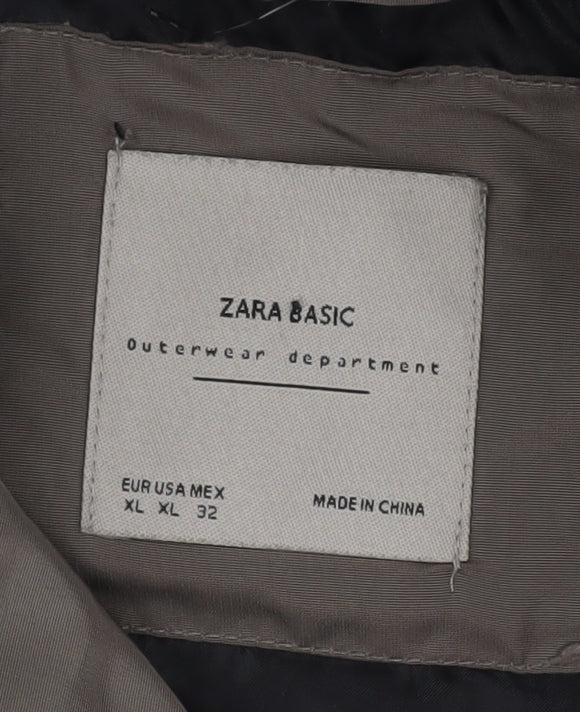 ZARA BASIC
Outerwear department
EUR USA MEX
XL XL 32
MADE IN CHINA